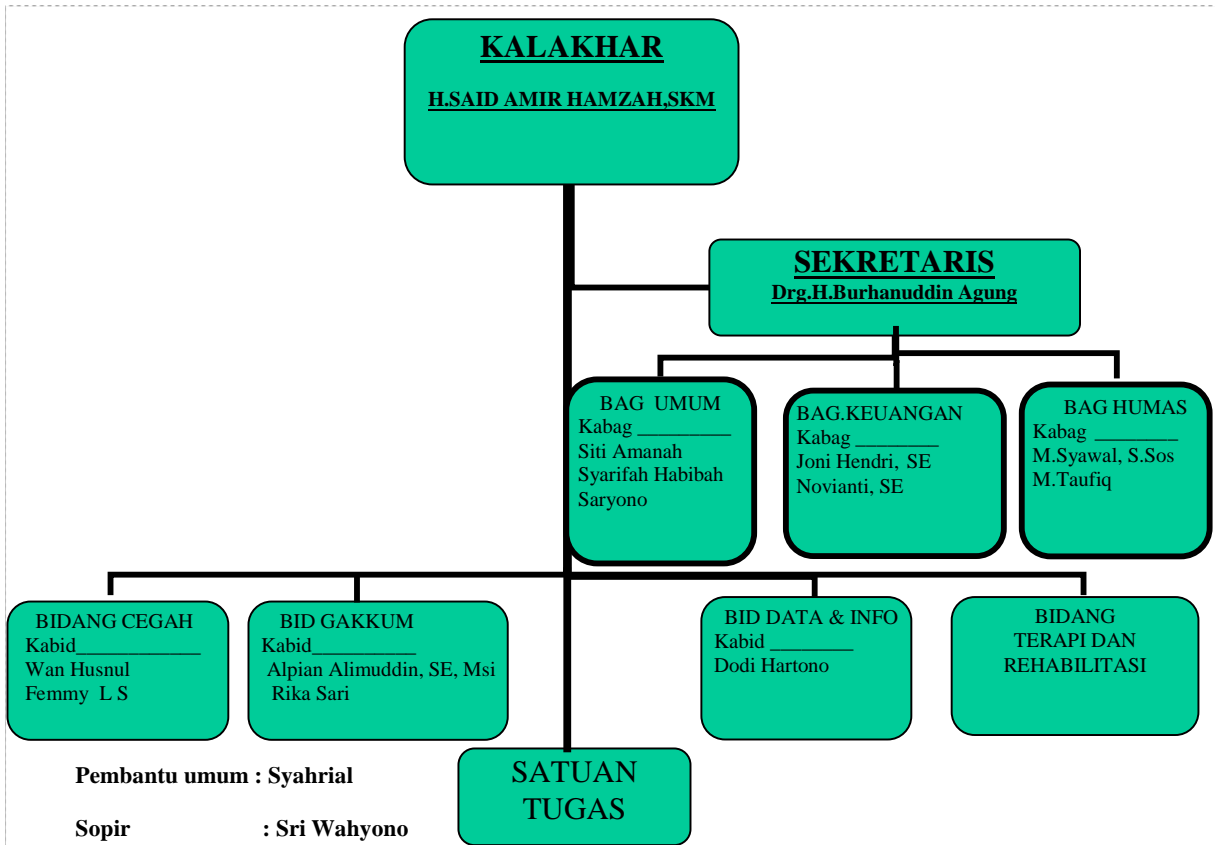 KALAKHAR
H.SAID AMIR HAMZAH,SKM
SEKRETARIS
Drg.H.Burhanuddin Agung
BAG  UMUM
Kabag _________
Siti Amanah
Syarifah Habibah
Saryono
BAG.KEUANGAN
Kabag ________
Joni Hendri, SE
Novianti, SE
BAG HUMAS
Kabag ________
M.Syawal, S.Sos
M.Taufiq
BIDANG CEGAH
Kabid____________
Wan Husnul
Femmy  L S
BID GAKKUM
Kabid__________
Alpian Alimuddin, SE, Msi
Rika Sari
BID DATA & INFO
Kabid ________
Dodi Hartono
BIDANG
TERAPI DAN
REHABILITASI
SATUAN
TUGAS
Pembantu umum : Syahrial
Sopir : Sri Wahyono